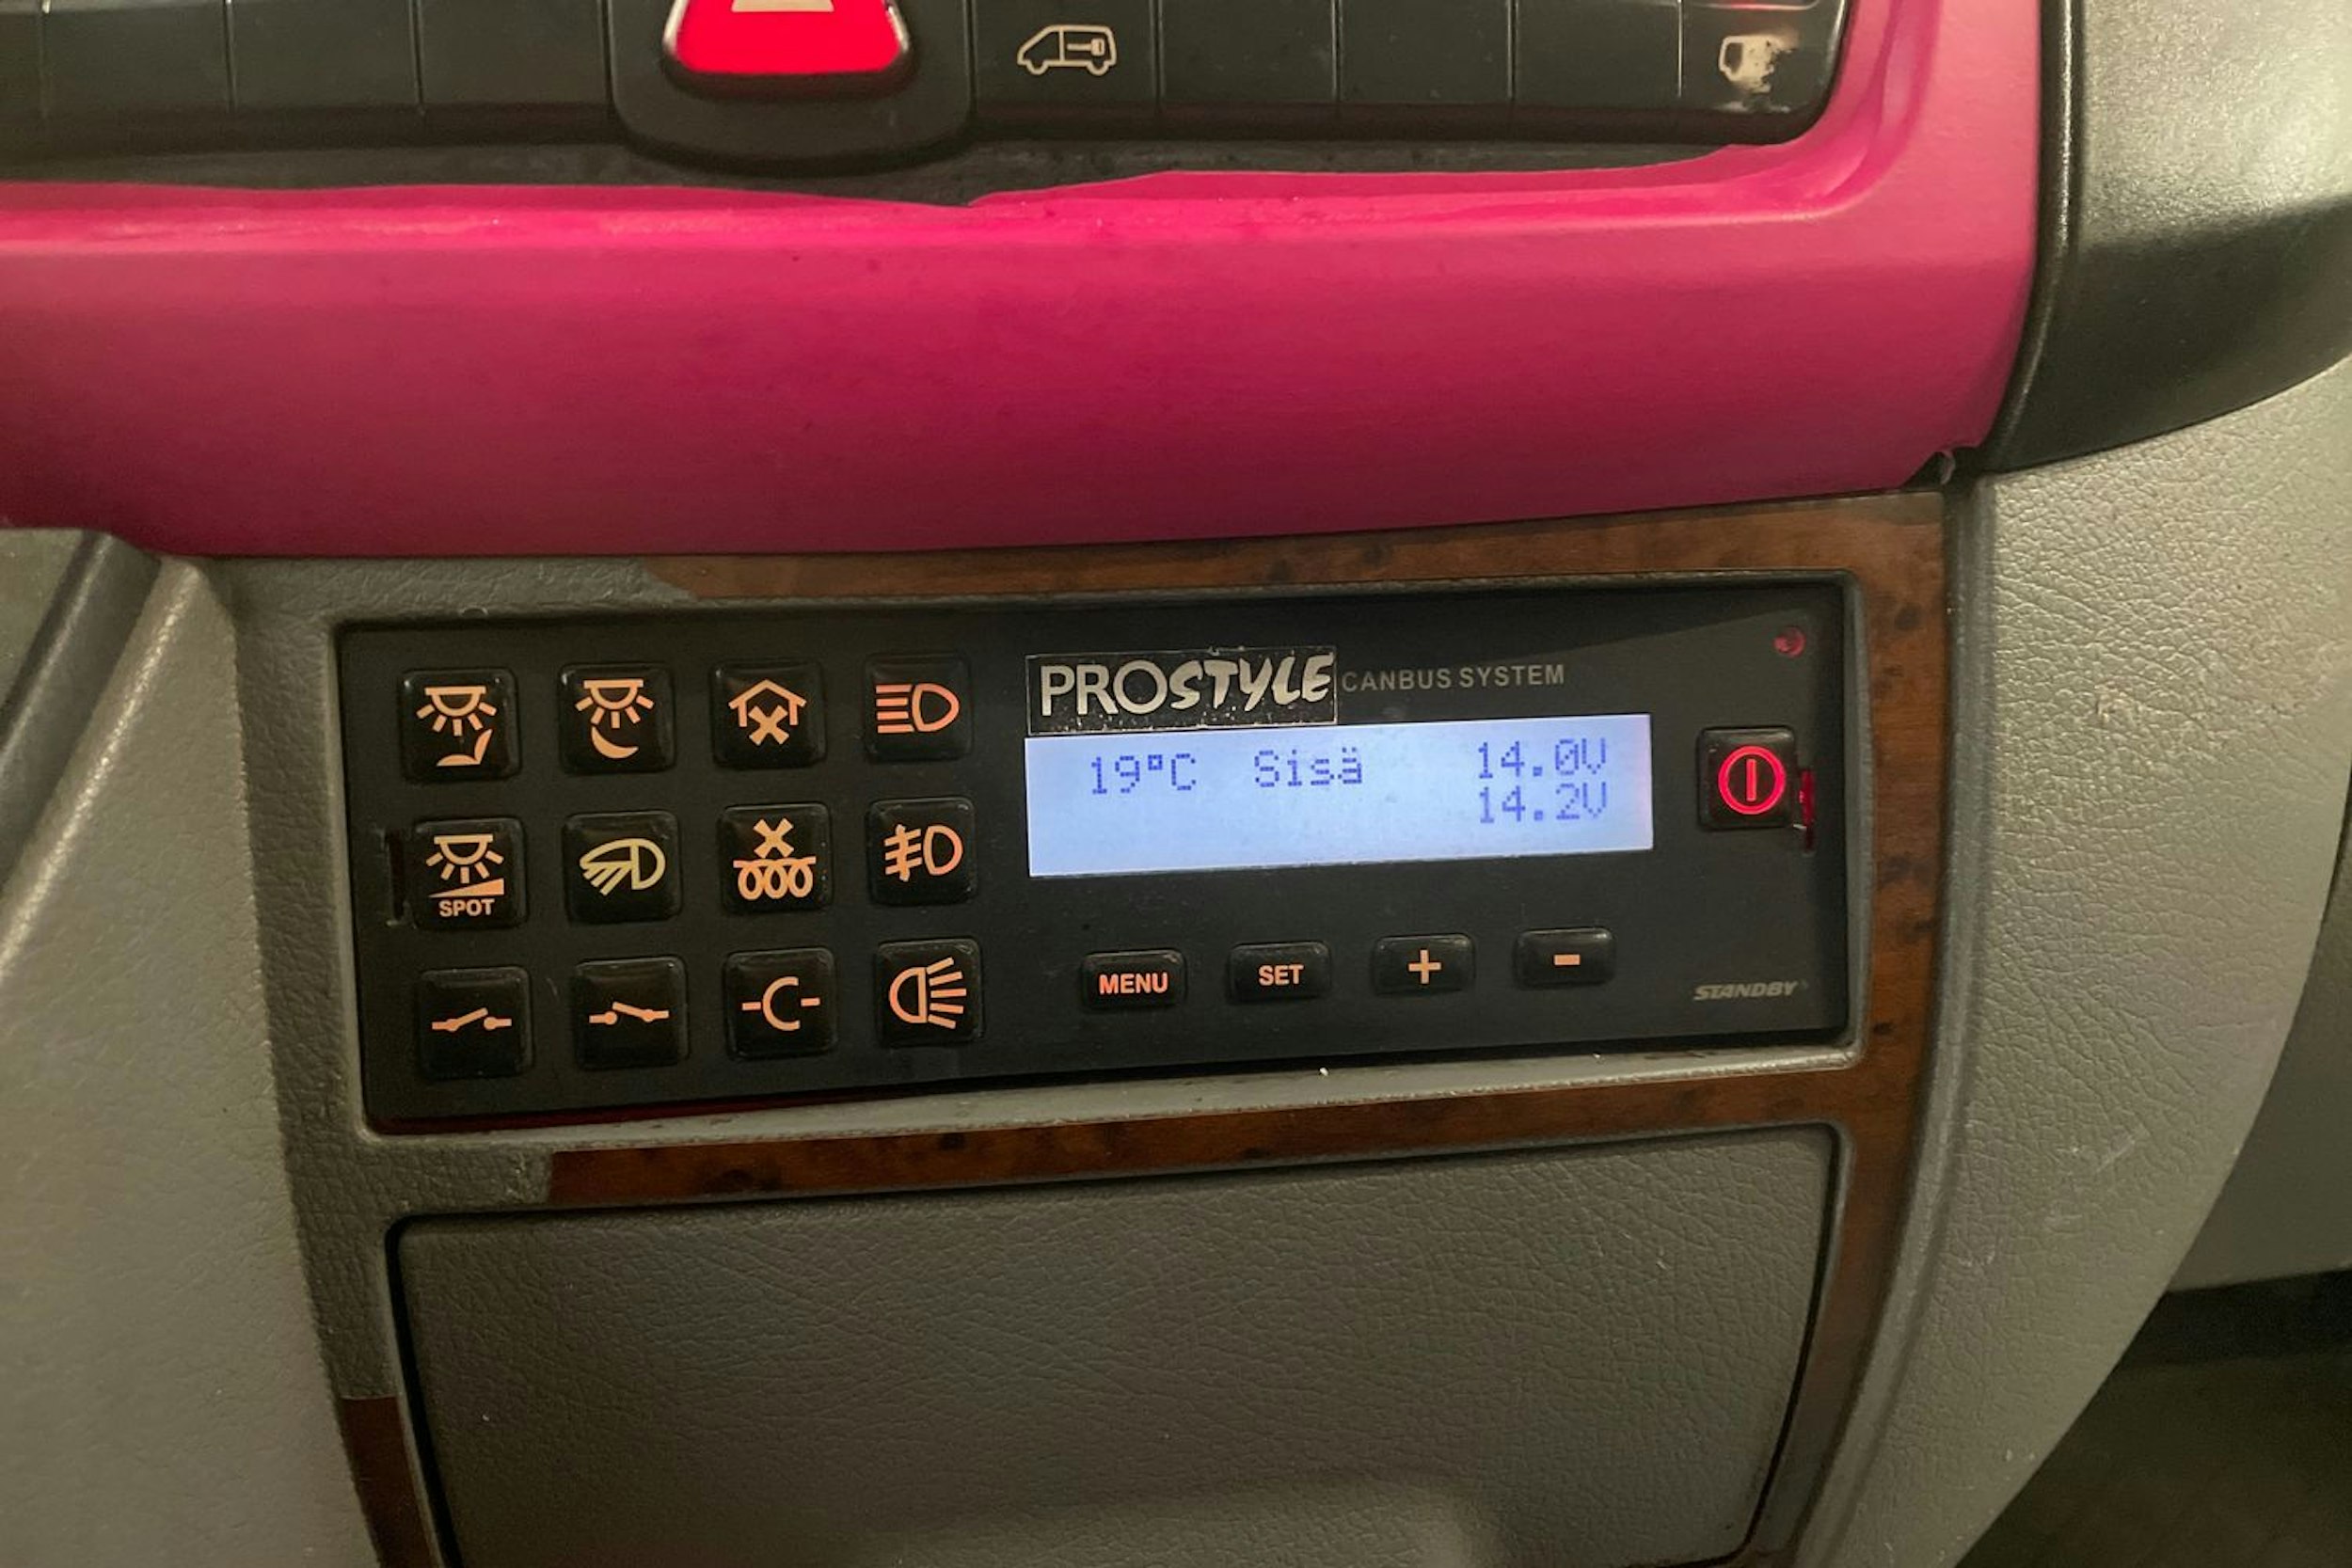 PROSTYLE CANBUS SYSTEM
19°C Sisä 14.0V
14.2V
SPOT
MENU SET + -
STANDBY